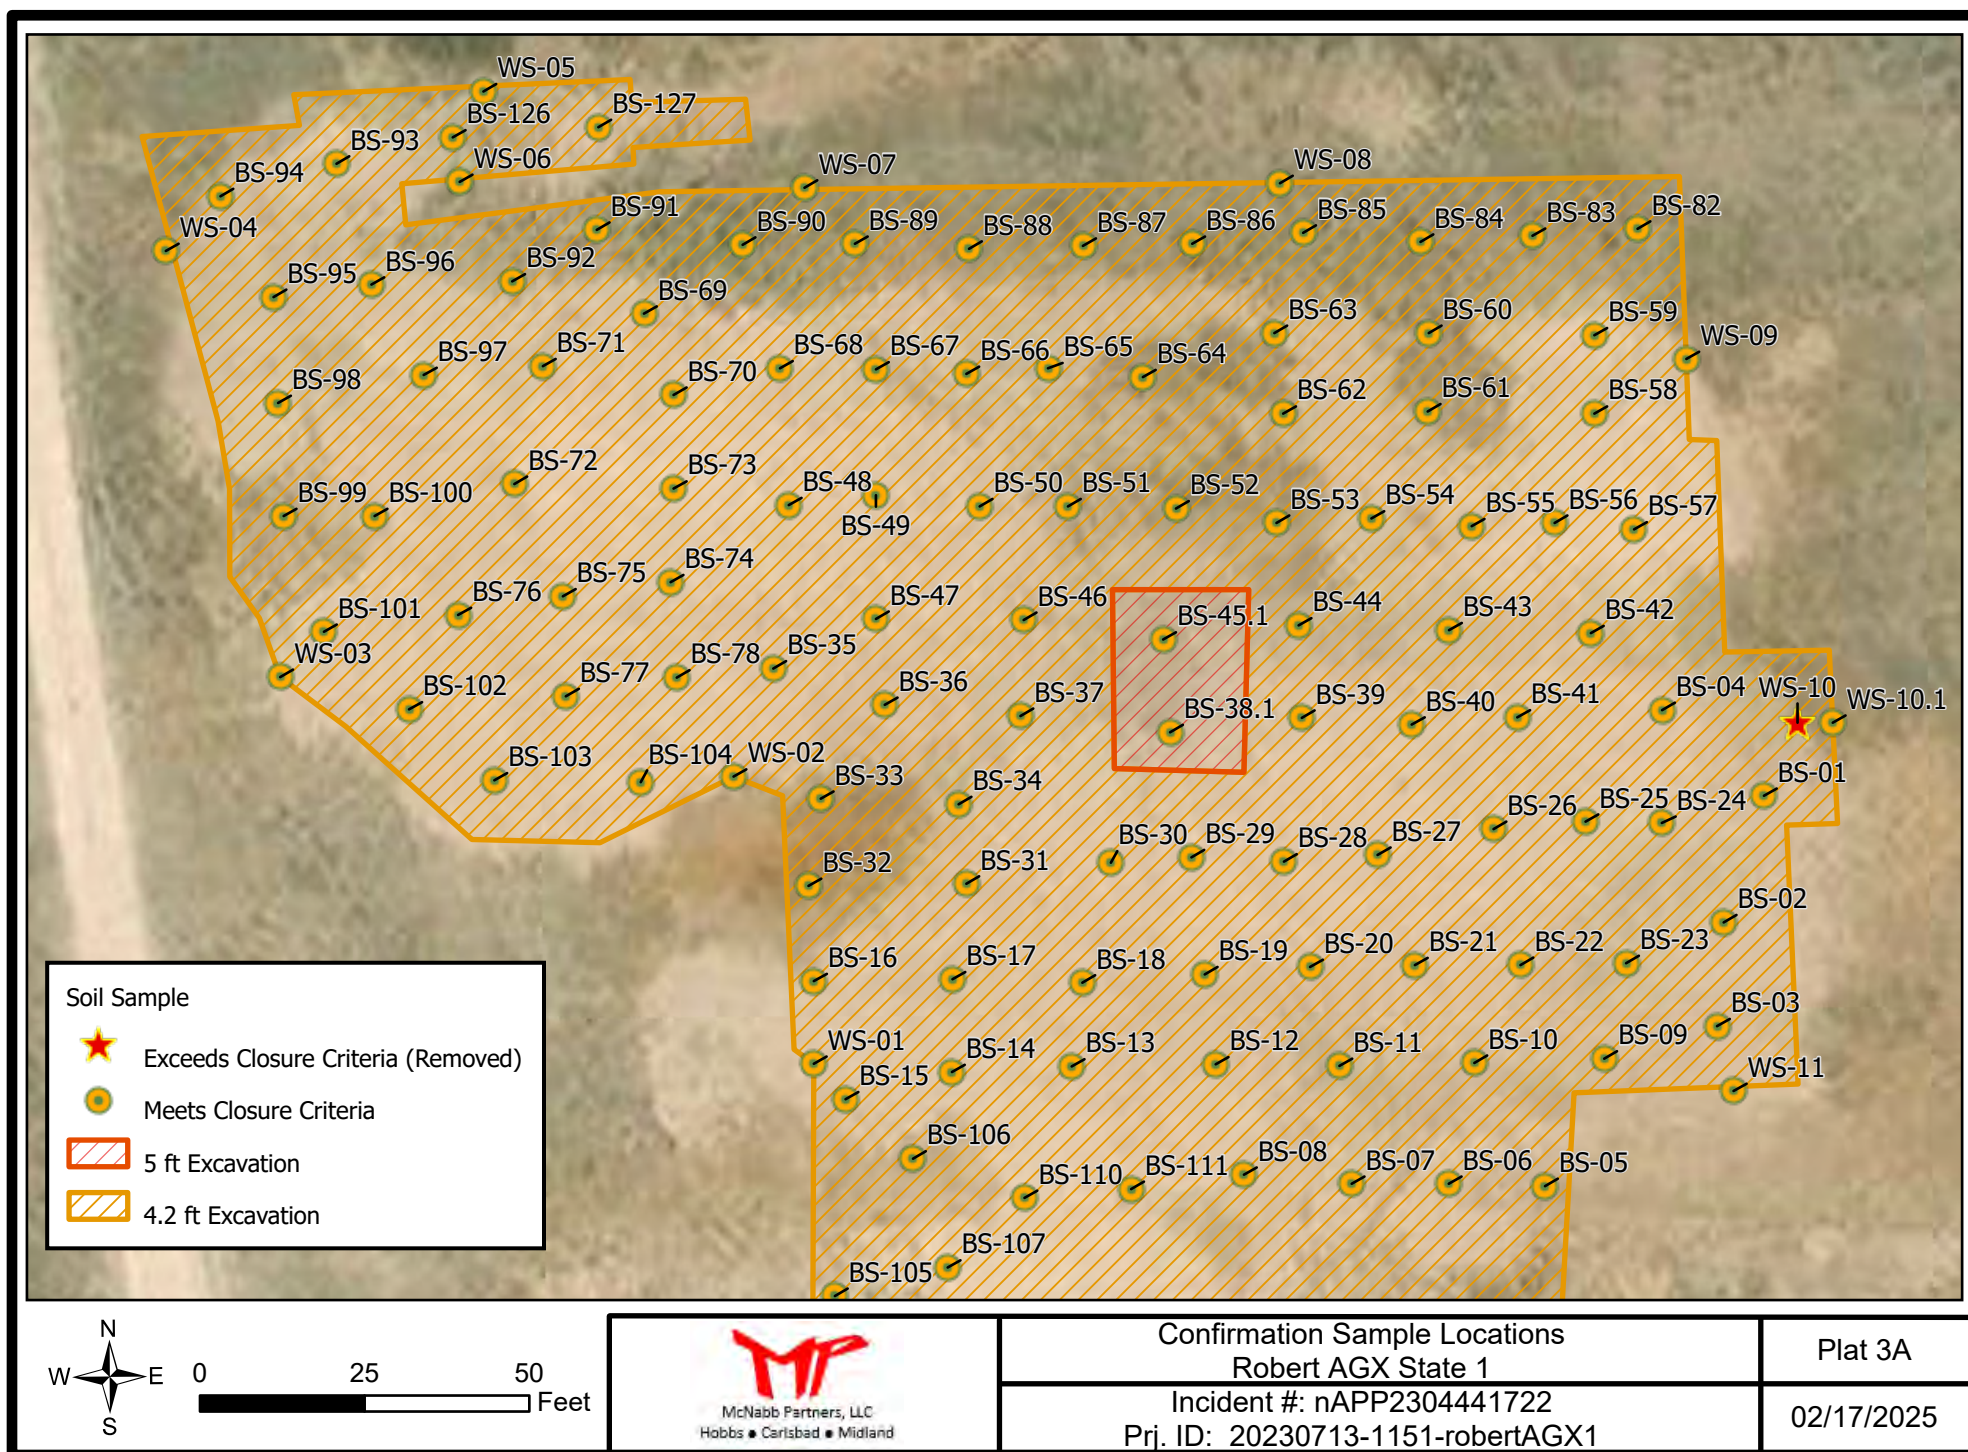 WS-05
BS-126
BS-127
BS-93
WS-06
BS-94
WS-07
WS-08
WS-04
BS-91
BS-90
BS-89
BS-88
BS-87
BS-86
BS-85
BS-84
BS-83
BS-82
BS-95
BS-96
BS-92
BS-69
BS-63
BS-60
BS-59
WS-09
BS-98
BS-97
BS-71
BS-70
BS-68
BS-67
BS-66
BS-65
BS-64
BS-62
BS-61
BS-58
BS-99
BS-100
BS-72
BS-73
BS-48
BS-49
BS-50
BS-51
BS-52
BS-53
BS-54
BS-55
BS-56
BS-57
BS-101
BS-76
BS-75
BS-74
BS-47
BS-46
BS-45.1
BS-44
BS-43
BS-42
WS-03
BS-102
BS-77
BS-78
BS-35
BS-36
BS-37
BS-38.1
BS-39
BS-40
BS-41
BS-04
WS-10
WS-10.1
BS-103
BS-104
WS-02
BS-33
BS-34
BS-26
BS-25
BS-24
BS-01
BS-32
BS-31
BS-30
BS-29
BS-28
BS-27
BS-02
BS-16
BS-17
BS-18
BS-19
BS-20
BS-21
BS-22
BS-23
BS-03
WS-01
BS-15
BS-14
BS-13
BS-12
BS-11
BS-10
BS-09
WS-11
BS-106
BS-110
BS-111
BS-08
BS-07
BS-06
BS-05
BS-107
BS-105
Soil Sample
Exceeds Closure Criteria (Removed)
Meets Closure Criteria
5 ft Excavation
4.2 ft Excavation
N
W E
S
0 25 50
Feet
MP
McNabb Partners, LLC
Hobbs • Carlsbad • Midland
Confirmation Sample Locations
Robert AGX State 1
Incident #: nAPP2304441722
Prj. ID: 20230713-1151-robertAGX1
Plat 3A
02/17/2025